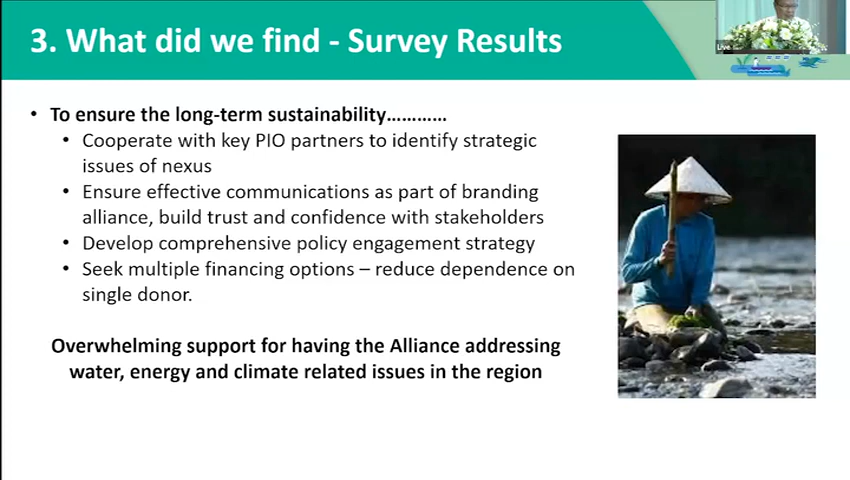 3. What did we find - Survey Results
Live
• To ensure the long-term sustainability…………
• Cooperate with key PIO partners to identify strategic
issues of nexus
• Ensure effective communications as part of branding
alliance, build trust and confidence with stakeholders
• Develop comprehensive policy engagement strategy
• Seek multiple financing options – reduce dependence on
single donor.
Overwhelming support for having the Alliance addressing
water, energy and climate related issues in the region